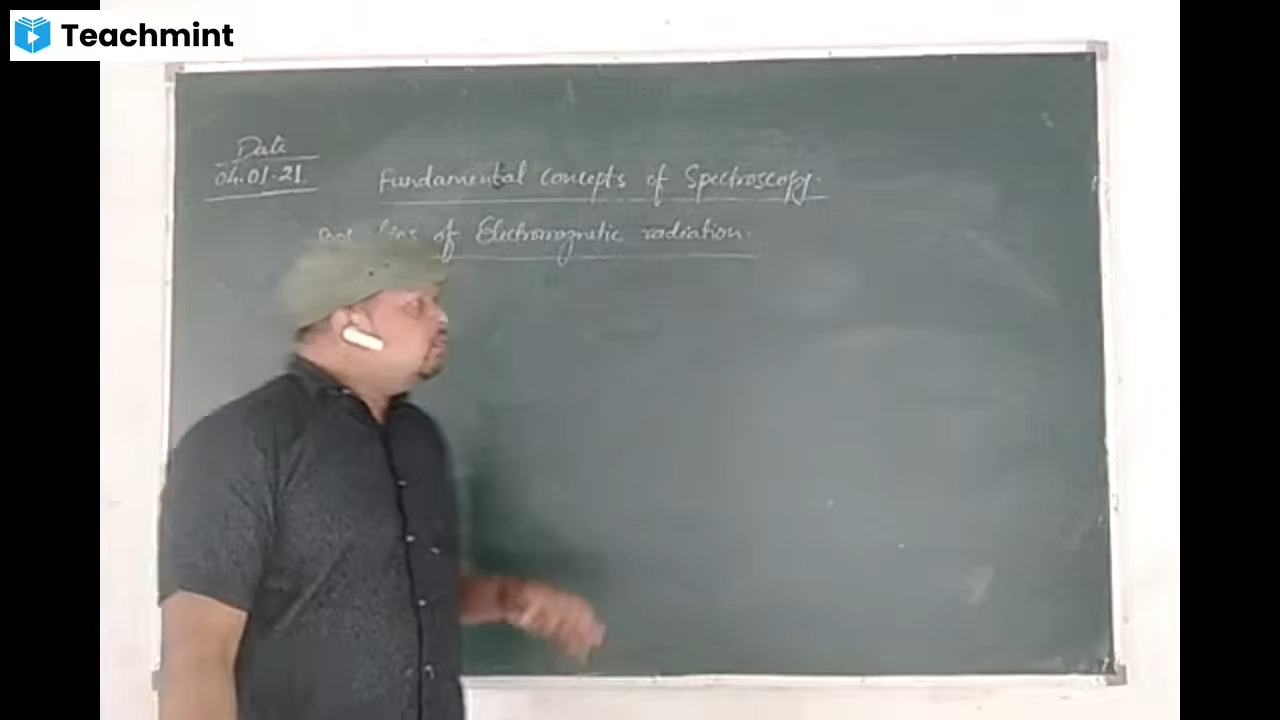 Teachmint
Date
04.01.21
Fundamental concepts of Spectroscopy.
of Electromagnetic radiation.